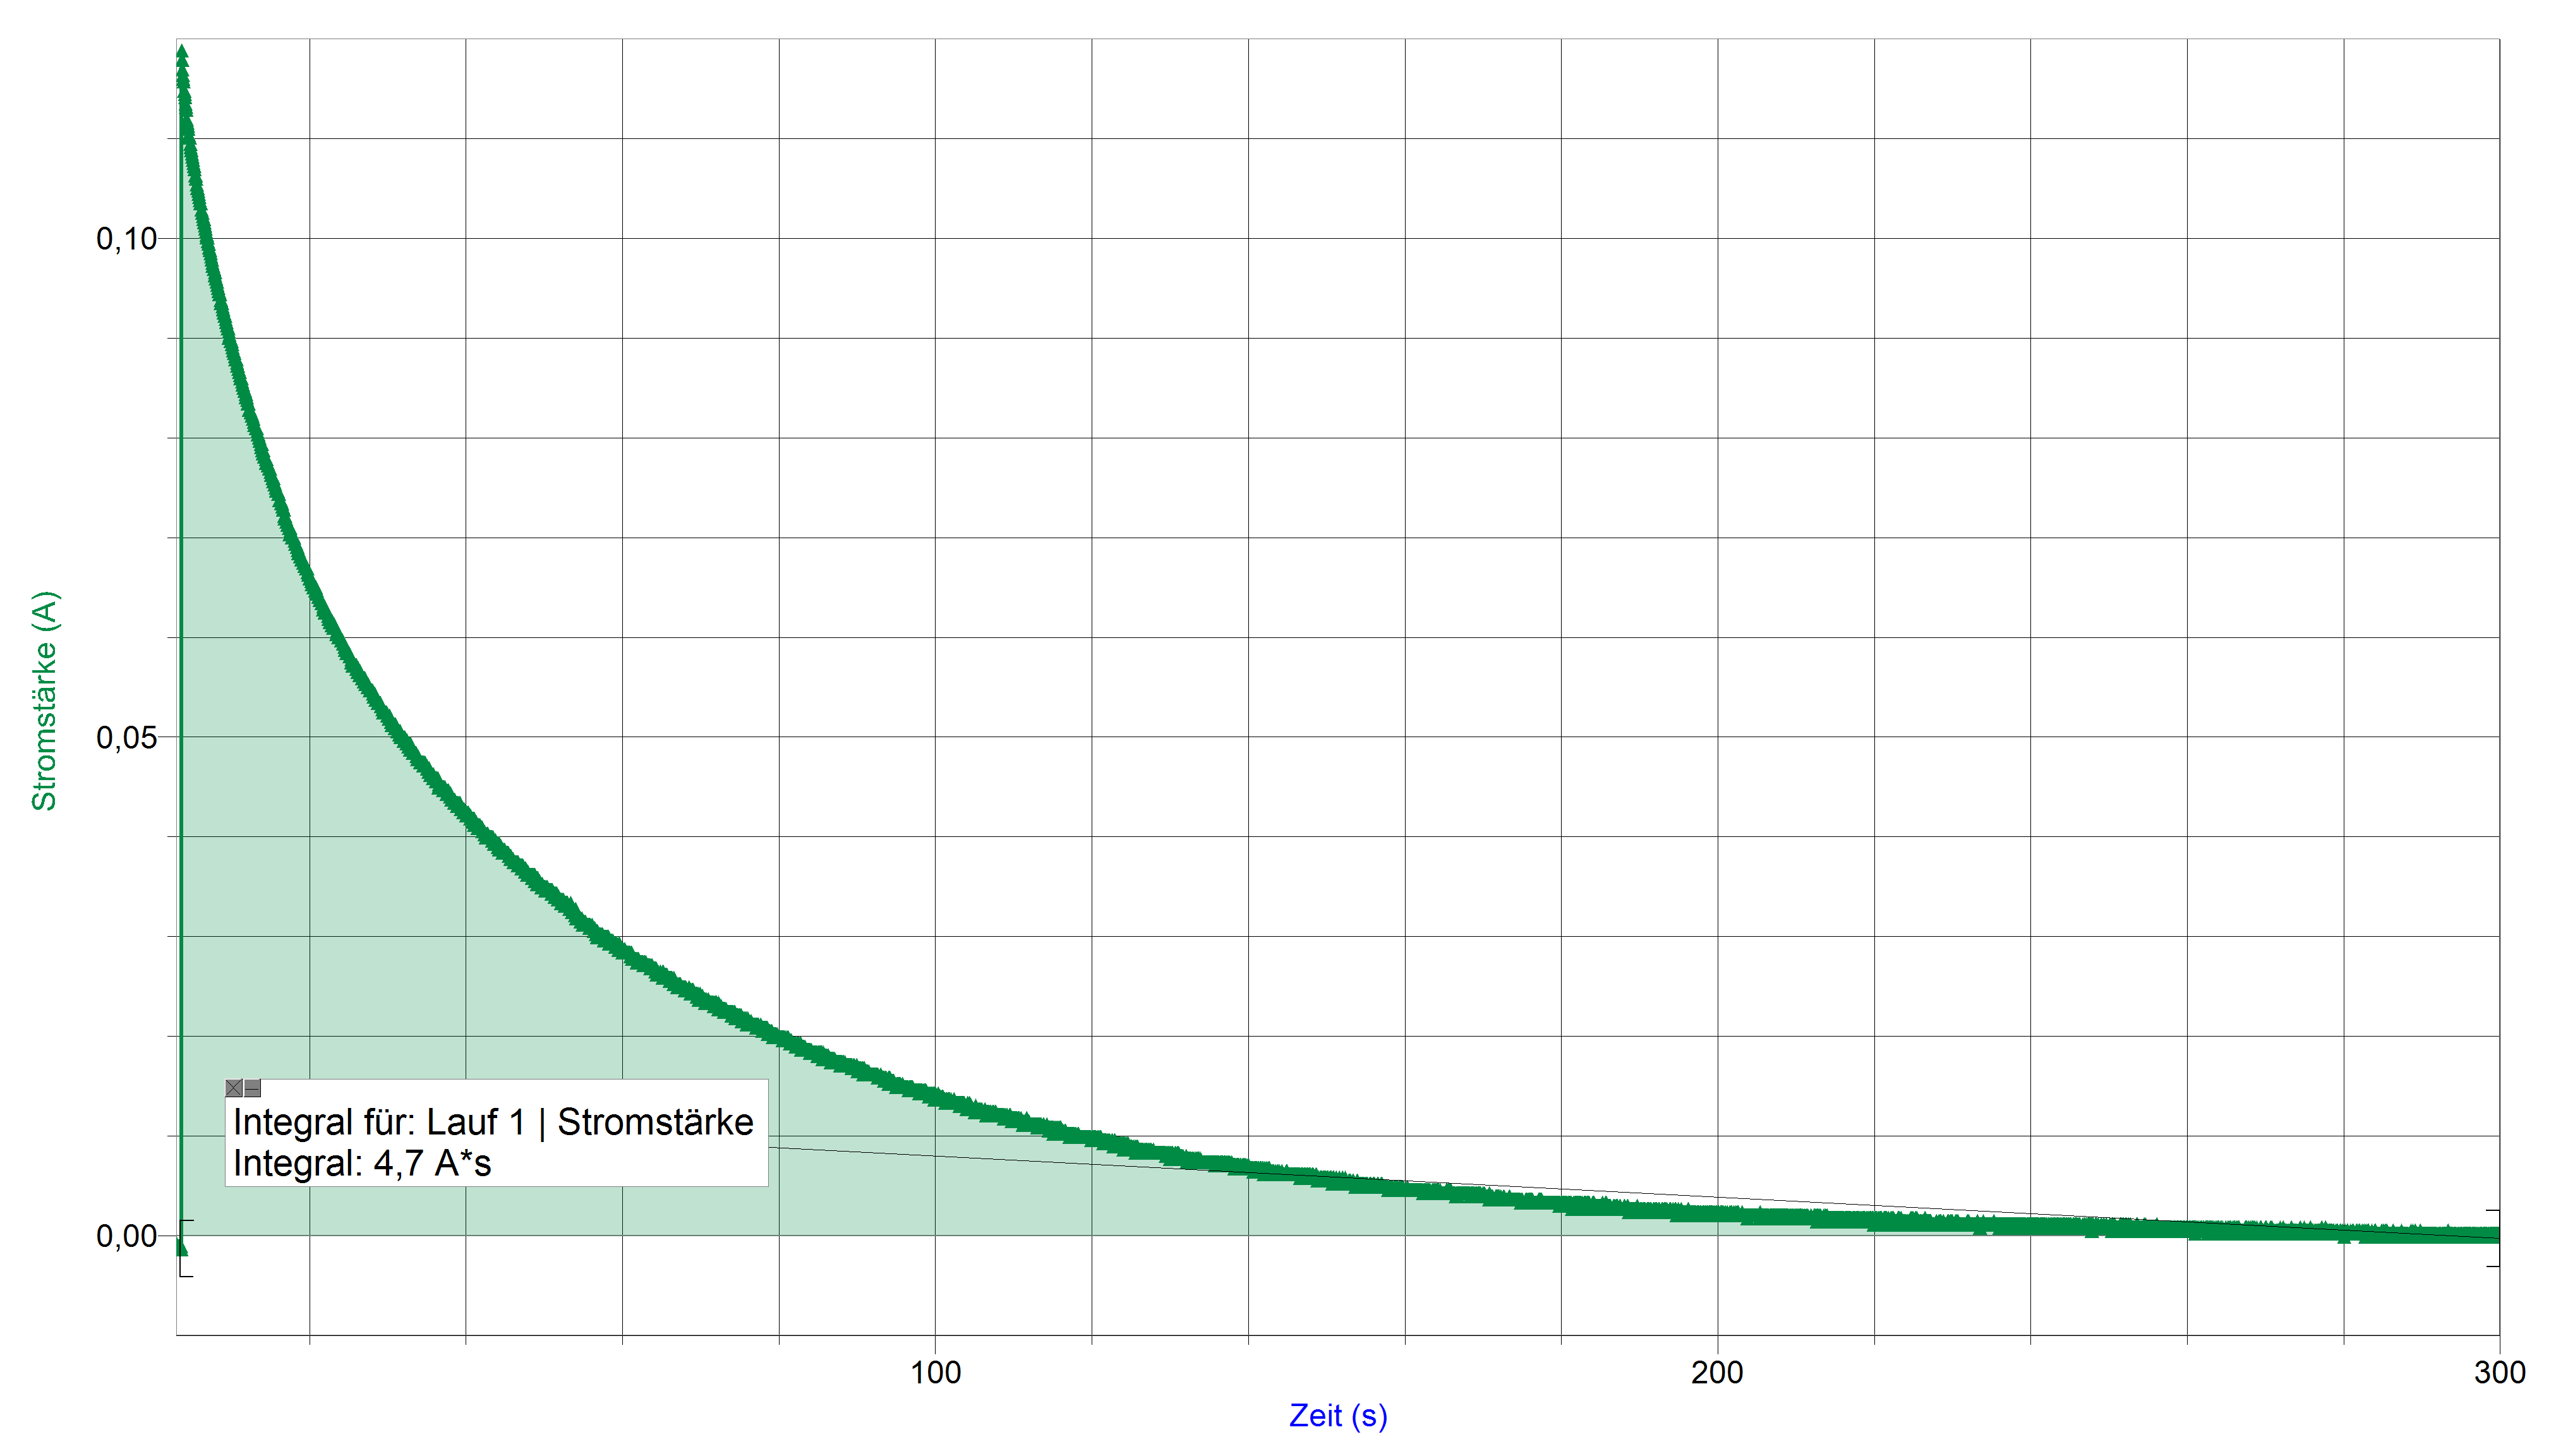 0,10
0,05
0,00
Stromstärke (A)
Integral für: Lauf 1 | Stromstärke
Integral: 4,7 A*s
100
200
300
Zeit (s)